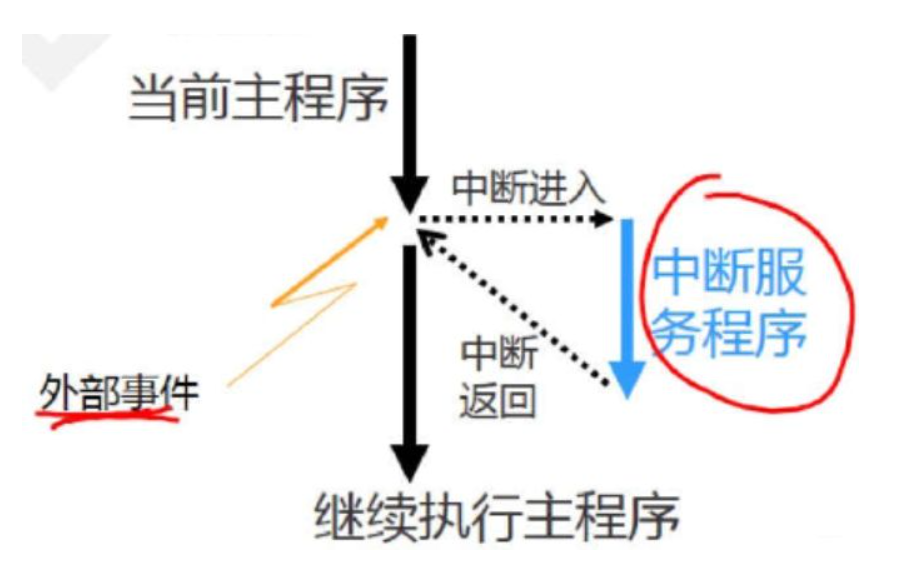 当前主程序
中断进入
中断服
务程序
中断
返回
外部事件
继续执行主程序